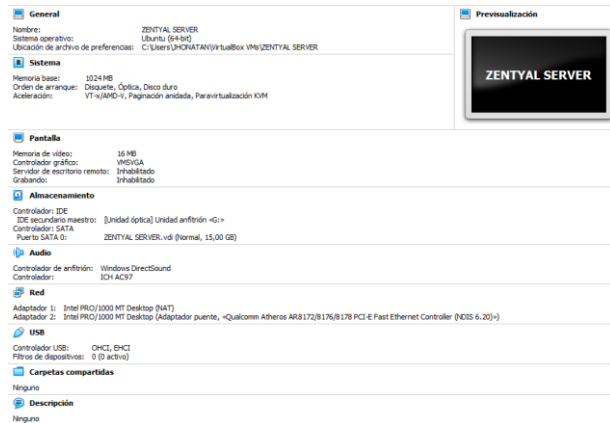 General
Nombre: ZENTYAL SERVER
Sistema operativo: Ubuntu (64-bit)
Ubicación de archivo de preferencias: C:\Users\JHONATAN\VirtualBox VMs\ZENTYAL SERVER
Previsualización
ZENTYAL SERVER
Sistema
Memoria base: 1024 MB
Orden de arranque: Disquete, Óptica, Disco duro
Aceleración: VT-x/AMD-V, Paginación anidada, Paravirtualización KVM
Pantalla
Memoria de vídeo: 16 MB
Controlador gráfico: VMSVGA
Servidor de escritorio remoto: Inhabilitado
Grabando: Inhabilitado
Almacenamiento
Controlador: IDE
IDE secundario maestro: [Unidad óptica] Unidad anfitrión «G:»
Controlador: SATA
Puerto SATA 0: ZENTYAL SERVER.vdi (Normal, 15,00 GB)
Audio
Controlador de anfitrión: Windows DirectSound
Controlador: ICH AC97
Red
Adaptador 1: Intel PRO/1000 MT Desktop (NAT)
Adaptador 2: Intel PRO/1000 MT Desktop (Adaptador puente, «Qualcomm Atheros AR8172/8176/8178 PCI-E Fast Ethernet Controller (NDIS 6.20)»)
USB
Controlador USB: OHCI, EHCI
Filtros de dispositivos: 0 (0 activo)
Carpetas compartidas
Ninguno
Descripción
Ninguno